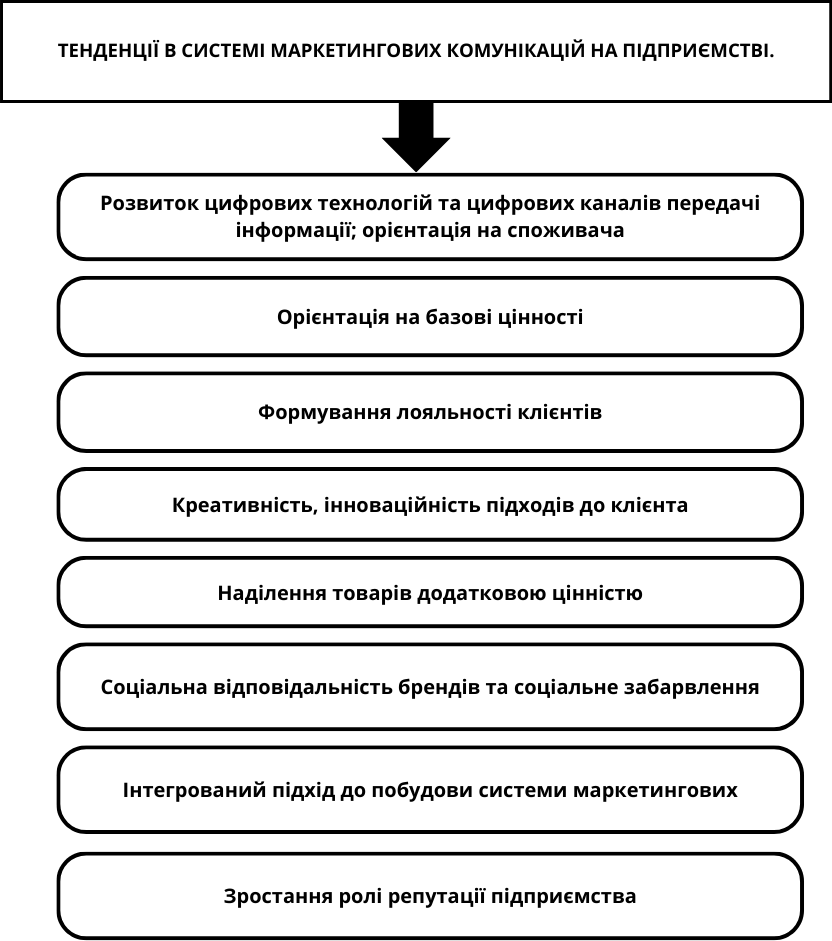 ТЕНДЕНЦІЇ В СИСТЕМІ МАРКЕТИНГОВИХ КОМУНІКАЦІЙ НА ПІДПРИЄМСТВІ.
Розвиток цифрових технологій та цифрових каналів передачі
інформації; орієнтація на споживача
Орієнтація на базові цінності
Формування лояльності клієнтів
Креативність, інноваційність підходів до клієнта
Наділення товарів додатковою цінністю
Соціальна відповідальність брендів та соціальне забарвлення
Інтегрований підхід до побудови системи маркетингових
Зростання ролі репутації підприємства